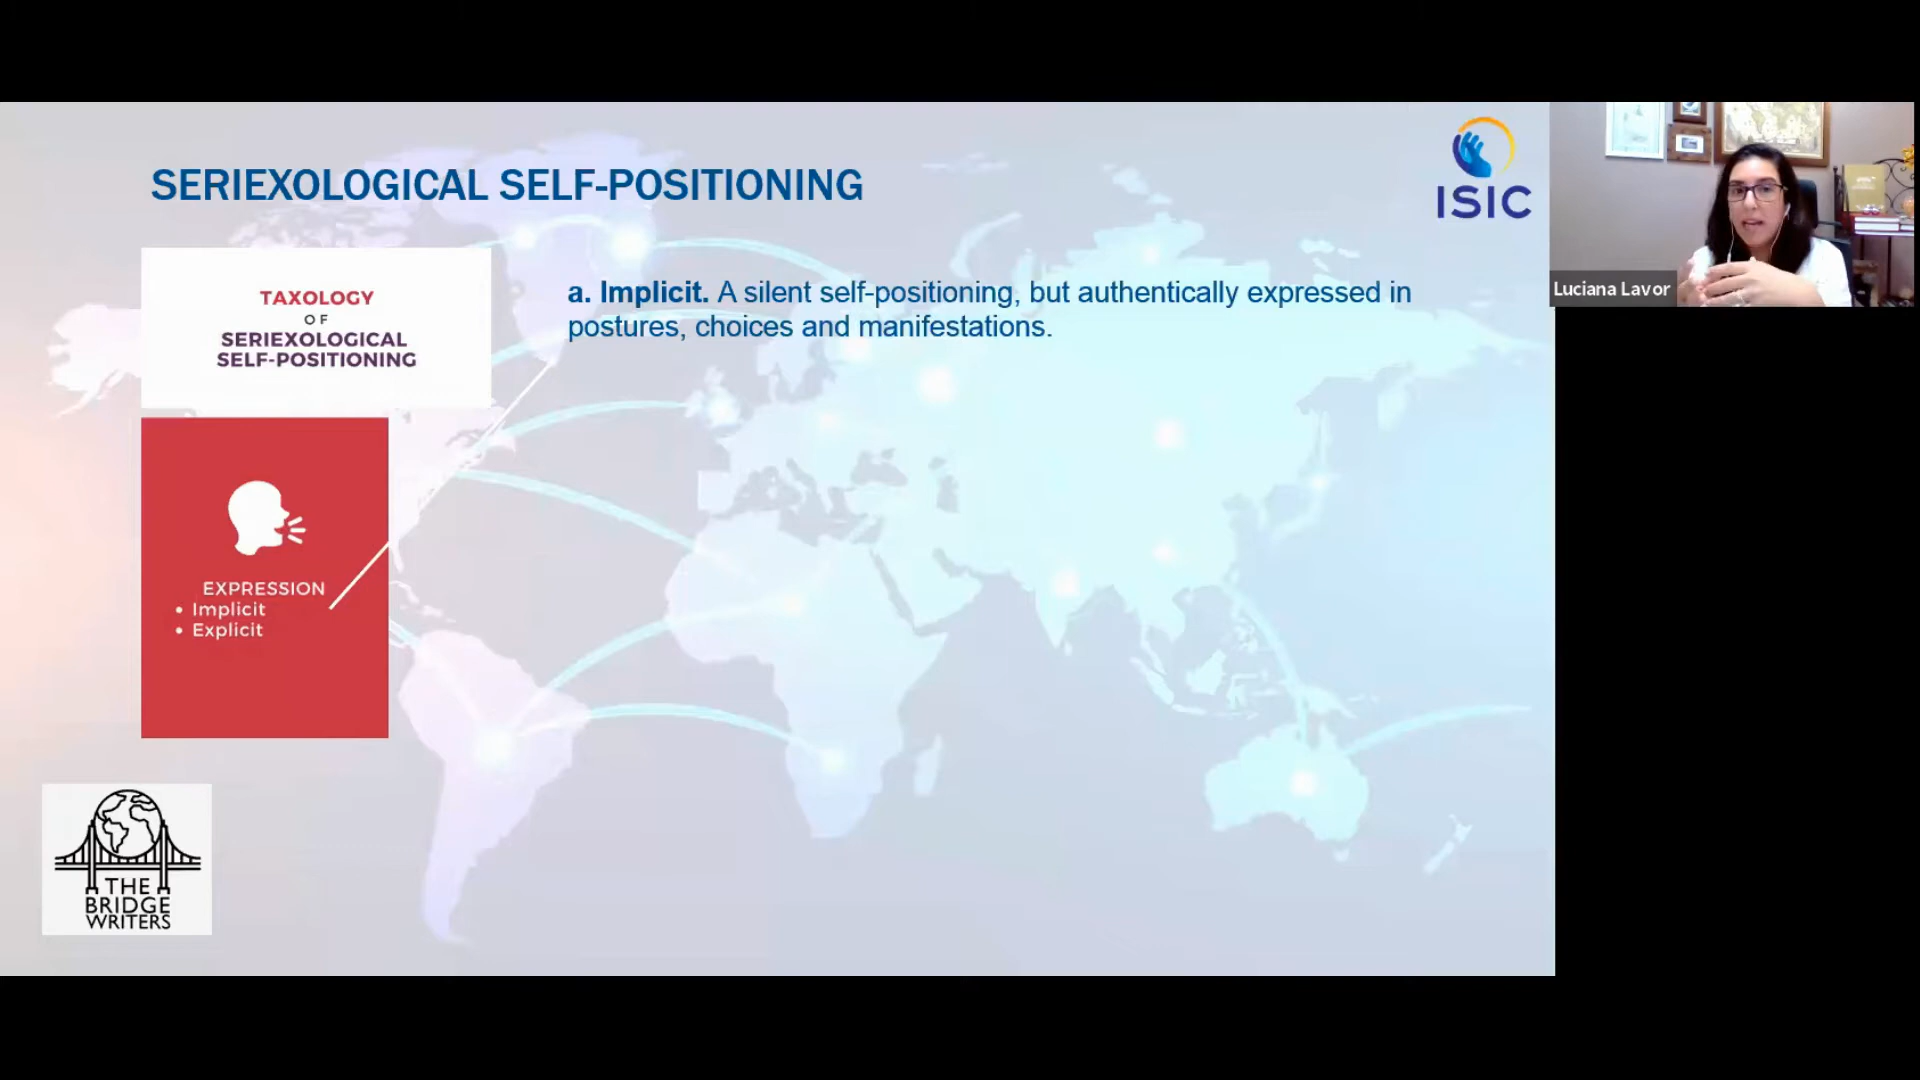 SERIEXOLOGICAL SELF-POSITIONING
ISIC
Luciana Lavor
TAXOLOGY
OF
SERIEXOLOGICAL
SELF-POSITIONING
a. Implicit. A silent self-positioning, but authentically expressed in
postures, choices and manifestations.
EXPRESSION
• Implicit
• Explicit
THE
BRIDGE
WRITERS